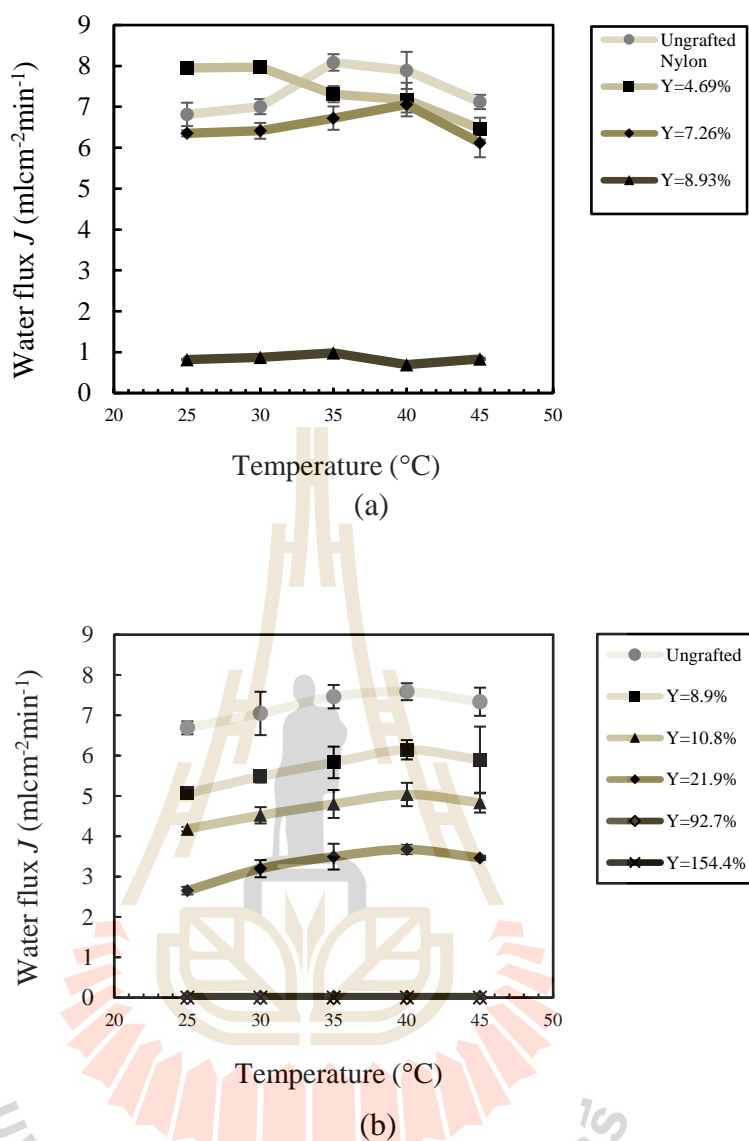 9
8
7
6
5
4
3
2
1
0
Water flux J (mlcm-2min-1)
20 25 30 35 40 45 50
Temperature (°C)
(a)
Ungrafted
Nylon
Y=4.69%
Y=7.26%
Y=8.93%
9
8
7
6
5
4
3
2
1
0
Water flux J (mlcm-2min-1)
20 25 30 35 40 45 50
Temperature (°C)
(b)
Ungrafted
Y=8.9%
Y=10.8%
Y=21.9%
Y=92.7%
Y=154.4%